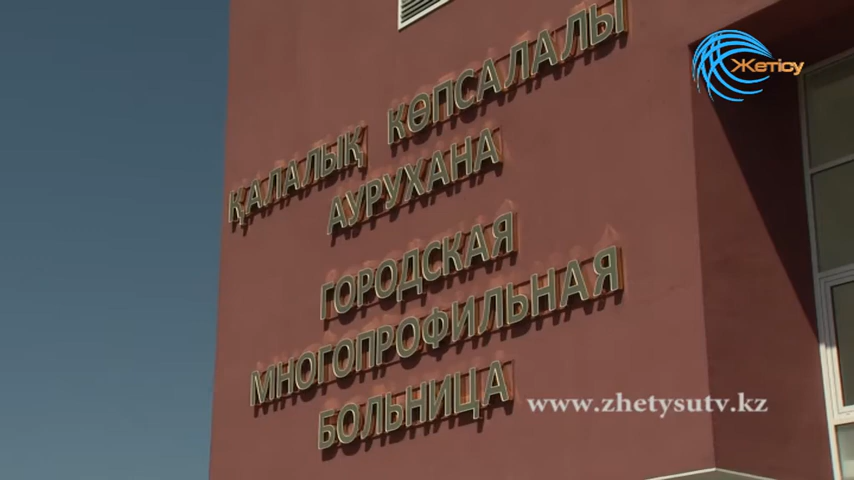 Жетісу
ҚАЛАЛЫҚ КӨПСАЛАЛЫ
АУРУХАНА
ГОРОДСКАЯ
МНОГОПРОФИЛЬНАЯ
БОЛЬНИЦА
www.zhetysutv.kz